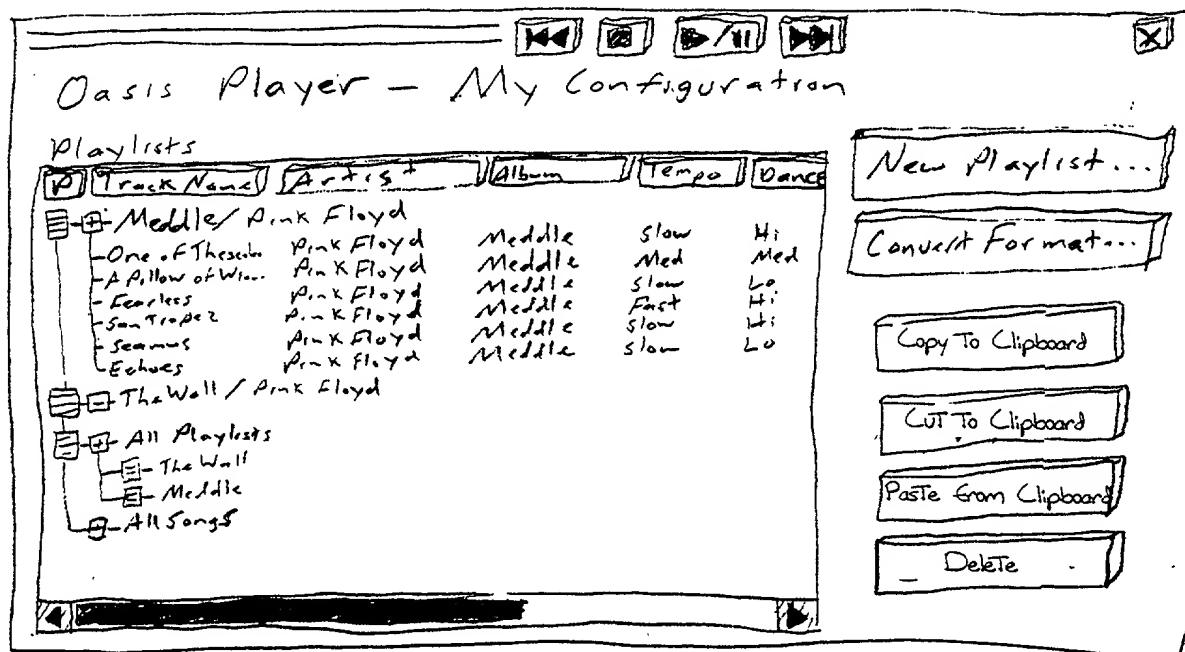 Oasis Player - My Configuration
Playlists
P Track Name Artist Album Tempo Dance
Meddle/ Pink Floyd
One of These... Pink Floyd Meddle Slow Hi
A Pillow of Win... Pink Floyd Meddle Med Med
Fearless Pink Floyd Meddle Slow Lo
San Tropez Pink Floyd Meddle Fast Hi
Seamus Pink Floyd Meddle Slow Hi
Echoes Pink Floyd Meddle Slow Lo
The Wall / Pink Floyd
All Playlists
The Wall
Meddle
All Songs
New Playlist...
Convert Format...
Copy To Clipboard
CuT To Clipboard
PasTe from Clipboard
DeleTe